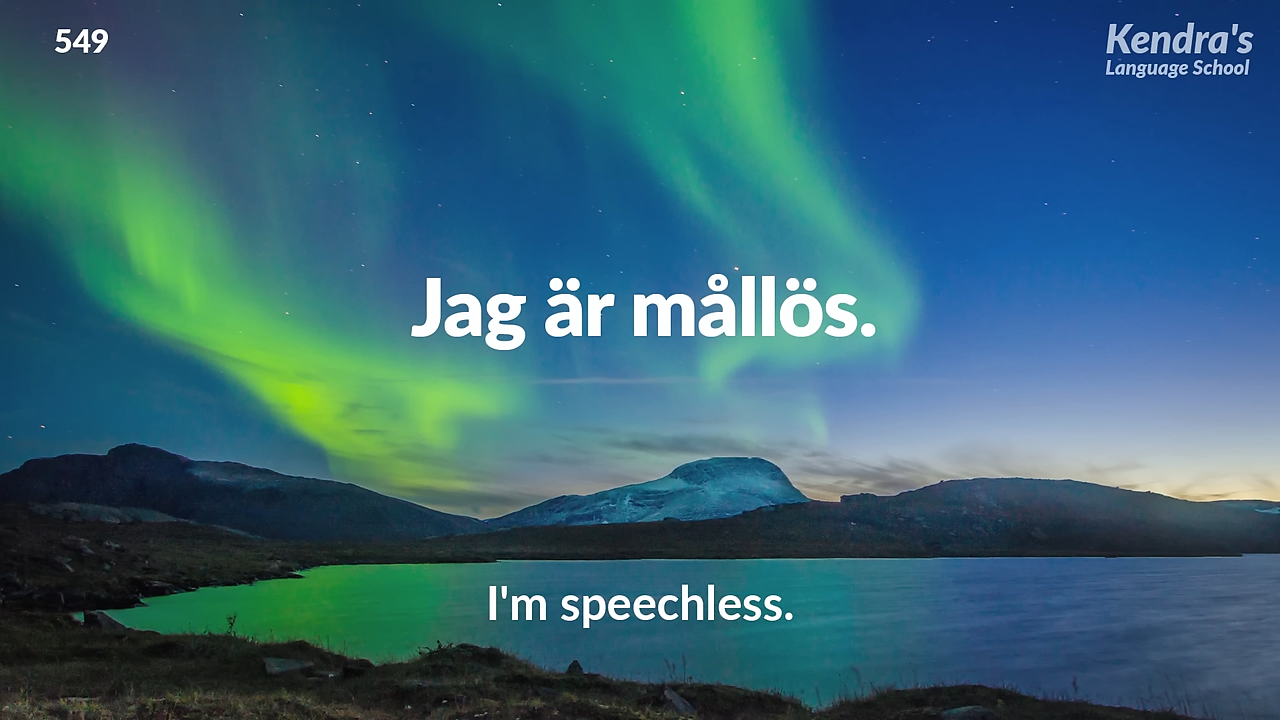 549
Kendra's
Language School
Jag är mållös.
I'm speechless.